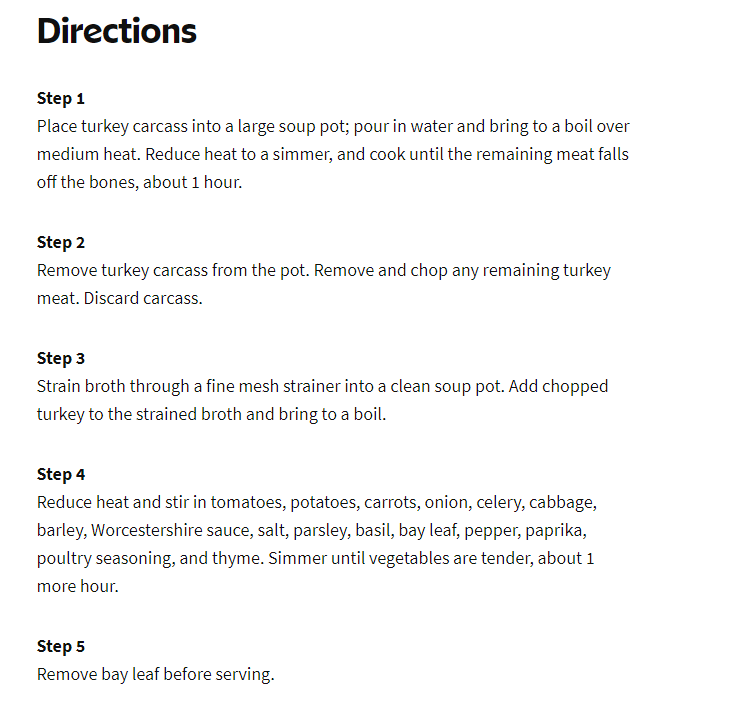 Directions
Step 1
Place turkey carcass into a large soup pot; pour in water and bring to a boil over
medium heat. Reduce heat to a simmer, and cook until the remaining meat falls
off the bones, about 1 hour.
Step 2
Remove turkey carcass from the pot. Remove and chop any remaining turkey
meat. Discard carcass.
Step 3
Strain broth through a fine mesh strainer into a clean soup pot. Add chopped
turkey to the strained broth and bring to a boil.
Step 4
Reduce heat and stir in tomatoes, potatoes, carrots, onion, celery, cabbage,
barley, Worcestershire sauce, salt, parsley, basil, bay leaf, pepper, paprika,
poultry seasoning, and thyme. Simmer until vegetables are tender, about 1
more hour.
Step 5
Remove bay leaf before serving.